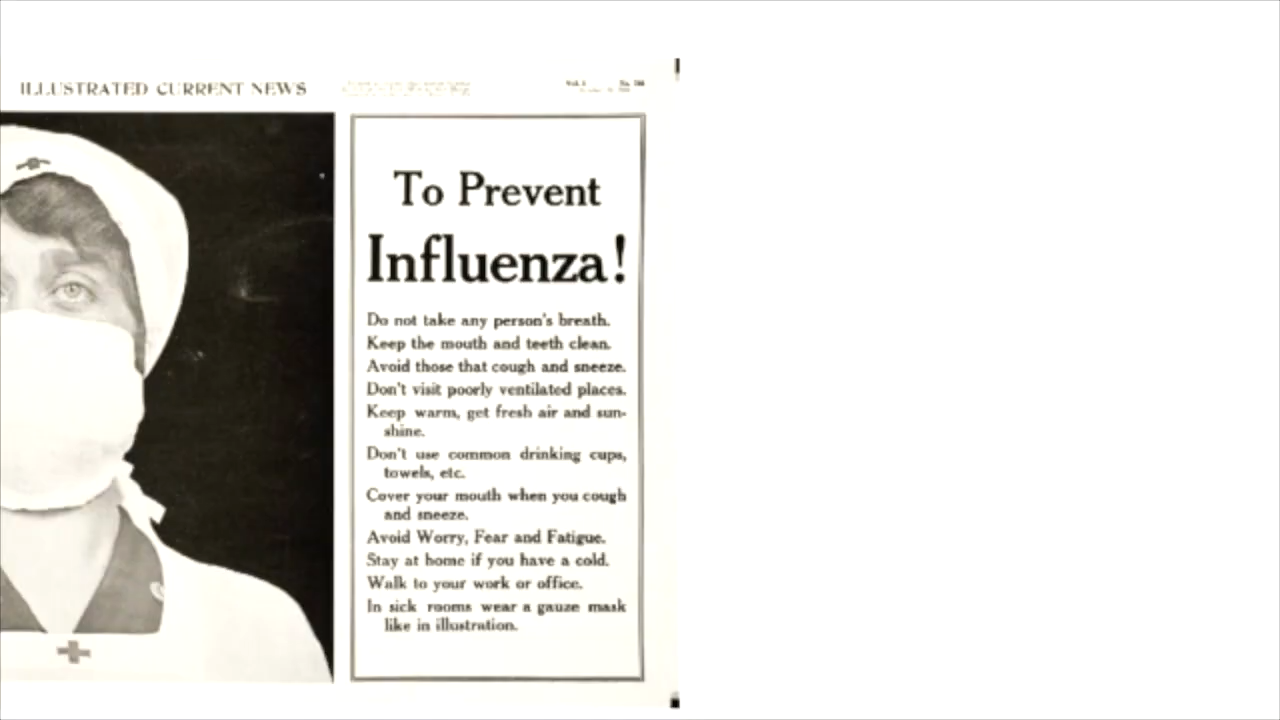 ILLUSTRATED CURRENT NEWS
To Prevent
Influenza!
Do not take any person's breath.
Keep the mouth and teeth clean.
Avoid those that cough and sneeze.
Don't visit poorly ventilated places.
Keep warm, get fresh air and sun-
shine.
Don't use common drinking cups,
towels, etc.
Cover your mouth when you cough
and sneeze.
Avoid Worry, Fear and Fatigue.
Stay at home if you have a cold.
Walk to your work or office.
In sick rooms wear a gauze mask
like in illustration.